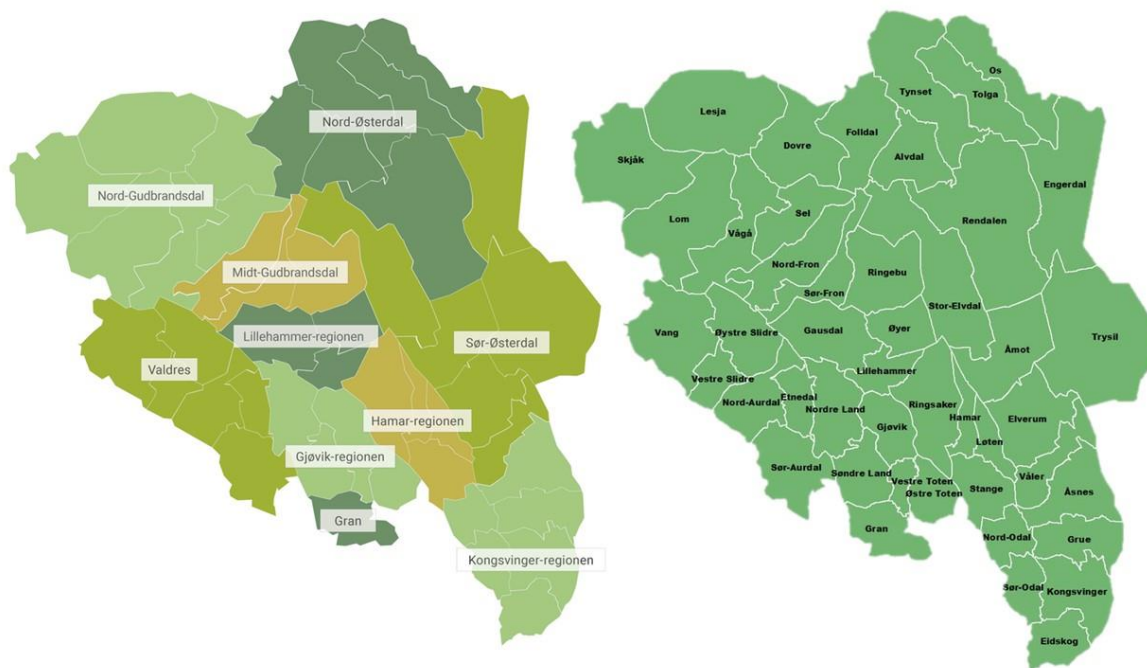 Nord-Østerdal
Nord-Gudbrandsdal
Midt-Gudbrandsdal
Lillehammer-regionen
Sør-Østerdal
Valdres
Hamar-regionen
Gjøvik-regionen
Gran
Kongsvinger-regionen
Os
Tynset
Tolga
Lesja
Folldal
Dovre
Alvdal
Skjåk
Engerdal
Sel
Lom
Rendalen
Vågå
Nord-Fron
Ringebu
Sør-Fron
Stor-Elvdal
Vang
Øystre Slidre
Gausdal
Øyer
Trysil
Åmot
Lillehammer
Vestre Slidre
Etnedal
Ringsaker
Nord-Aurdal
Nordre Land
Hamar
Elverum
Gjøvik
Løten
Sør-Aurdal
Søndre Land
Vestre Toten
Stange
Våler
Østre Toten
Åsnes
Gran
Nord-Odal
Grue
Sør-Odal
Kongsvinger
Eidskog